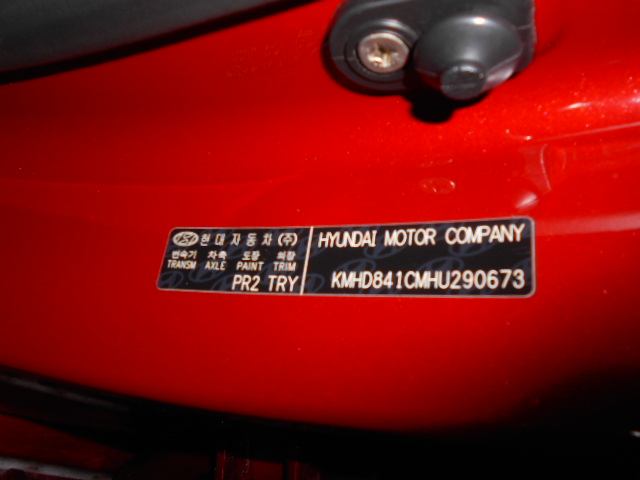 현대자동차(주)
변속기 차축 도장 의장
TRANSM AXLE PAINT TRIM
PR2 TRY
HYUNDAI MOTOR COMPANY
KMHD841CMHU290673